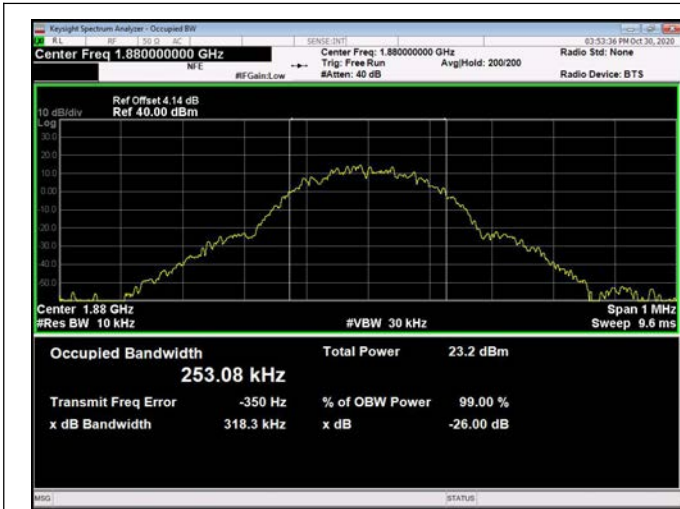 Keysight Spectrum Analyzer - Occupied BW
RL RF 50 Ω AC SENSE:INT 03:53:36 PM Oct 30, 2020
Center Freq 1.880000000 GHz Center Freq: 1.880000000 GHz Radio Std: None
NFE Trig: Free Run Avg|Hold: 200/200
#IFGain:Low #Atten: 40 dB Radio Device: BTS
Ref Offset 4.14 dB
10 dB/div Ref 40.00 dBm
Log
30.0
20.0
10.0
0.00
-10.0
-20.0
-30.0
-40.0
-50.0
Center 1.88 GHz Span 1 MHz
#Res BW 10 kHz #VBW 30 kHz Sweep 9.6 ms
Occupied Bandwidth Total Power 23.2 dBm
253.08 kHz
Transmit Freq Error -350 Hz % of OBW Power 99.00 %
x dB Bandwidth 318.3 kHz x dB -26.00 dB
MSG STATUS